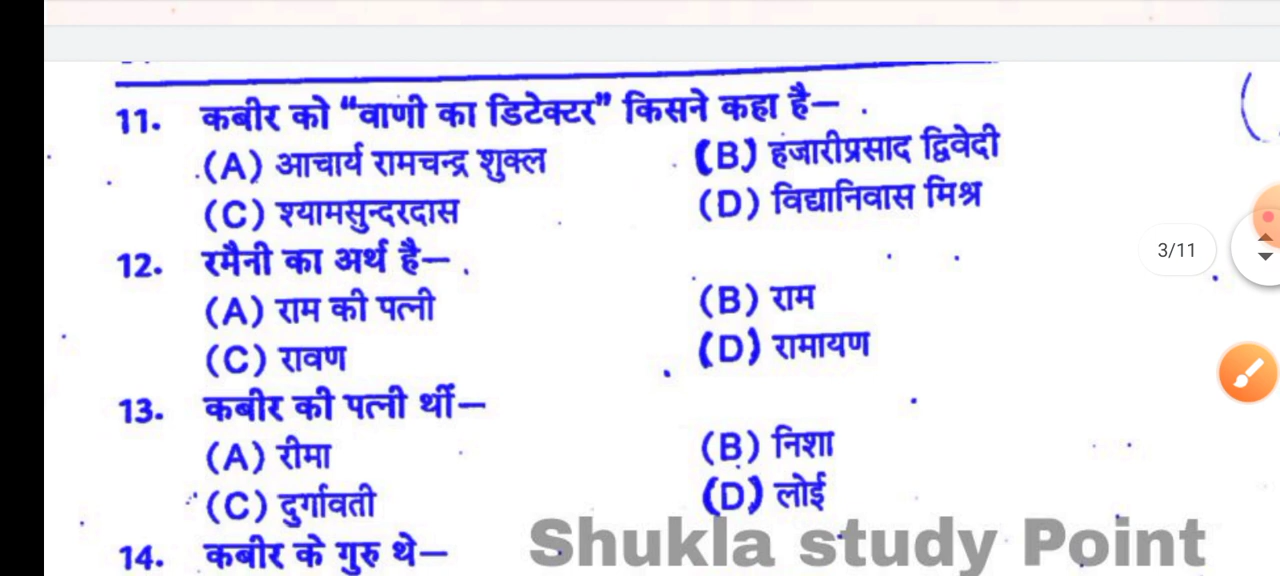 11. कबीर को “वाणी का डिटेक्टर” किसने कहा है—
(A) आचार्य रामचन्द्र शुक्ल (B) हजारीप्रसाद द्विवेदी
(C) श्यामसुन्दरदास (D) विद्यानिवास मिश्र
12. रमैनी का अर्थ है—
(A) राम की पत्नी (B) राम
(C) रावण (D) रामायण
3/11
13. कबीर की पत्नी थीं—
(A) रीमा (B) निशा
(C) दुर्गावती (D) लोई
14. कबीर के गुरु थे—
Shukla study Point